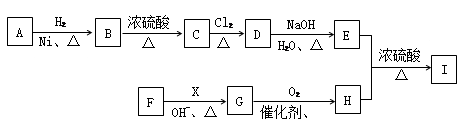 A H₂ Ni、△ B 浓硫酸 △ C Cl₂ △ D NaOH H₂O、△ E
浓硫酸 △ I
F X OH⁻、△ G O₂ 催化剂、 H